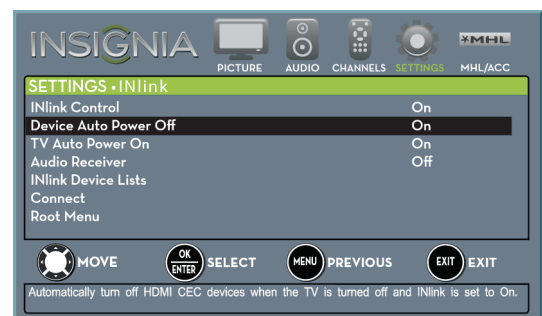 INSIGNIA
PICTURE AUDIO CHANNELS SETTINGS MHL/ACC
MHL
SETTINGS • INlink
INlink Control On
Device Auto Power Off On
TV Auto Power On On
Audio Receiver Off
INlink Device Lists
Connect
Root Menu
MOVE OK ENTER SELECT MENU PREVIOUS EXIT EXIT
Automatically turn off HDMI CEC devices when the TV is turned off and INlink is set to On.